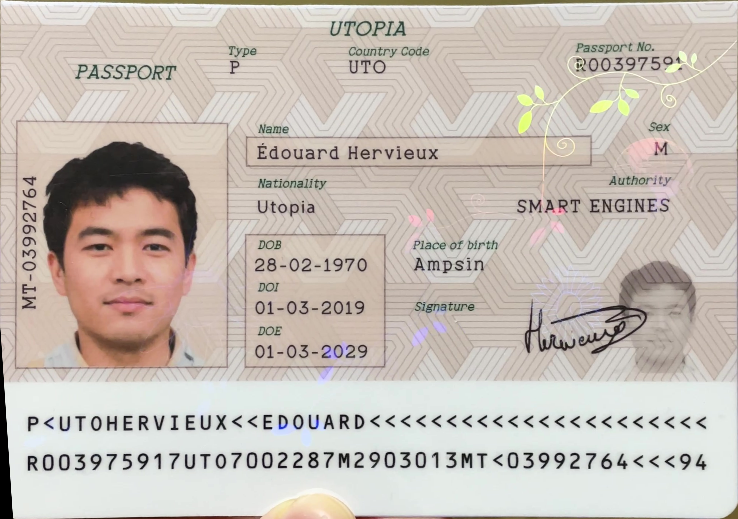 UTOPIA
PASSPORT
Type
P
Country Code
UTO
Passport No.
R00397591
Name
Édouard Hervieux
Sex
M
Nationality
Utopia
Authority
SMART ENGINES
MT-03992764
DOB
28-02-1970
DOI
01-03-2019
DOE
01-03-2029
Place of birth
Ampsin
Signature
P<UTOHERVIEUX<<EDOUARD<<<<<<<<<<<<<<<<<<<<<<
R003975917UTO7002287M2903013MT<03992764<<<94